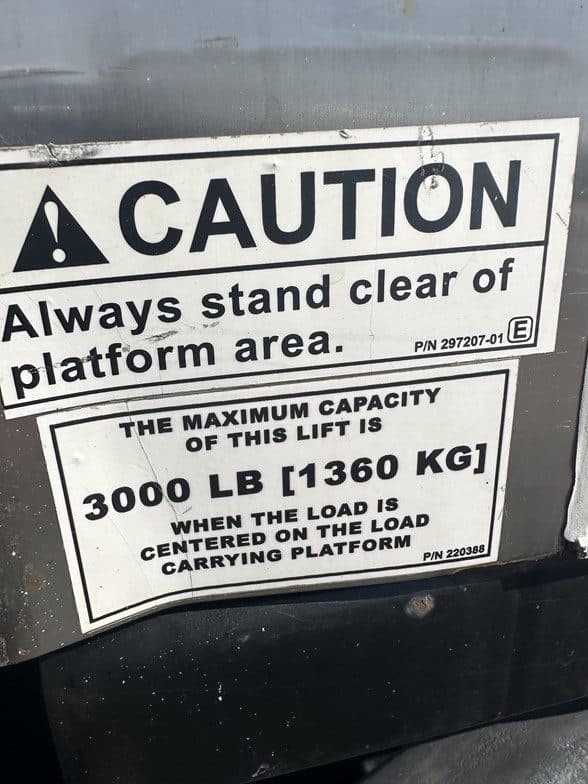 CAUTION
Always stand clear of
platform area.
P/N 297207-01 E
THE MAXIMUM CAPACITY
OF THIS LIFT IS
3000 LB [1360 KG]
WHEN THE LOAD IS
CENTERED ON THE LOAD
CARRYING PLATFORM
P/N 220388